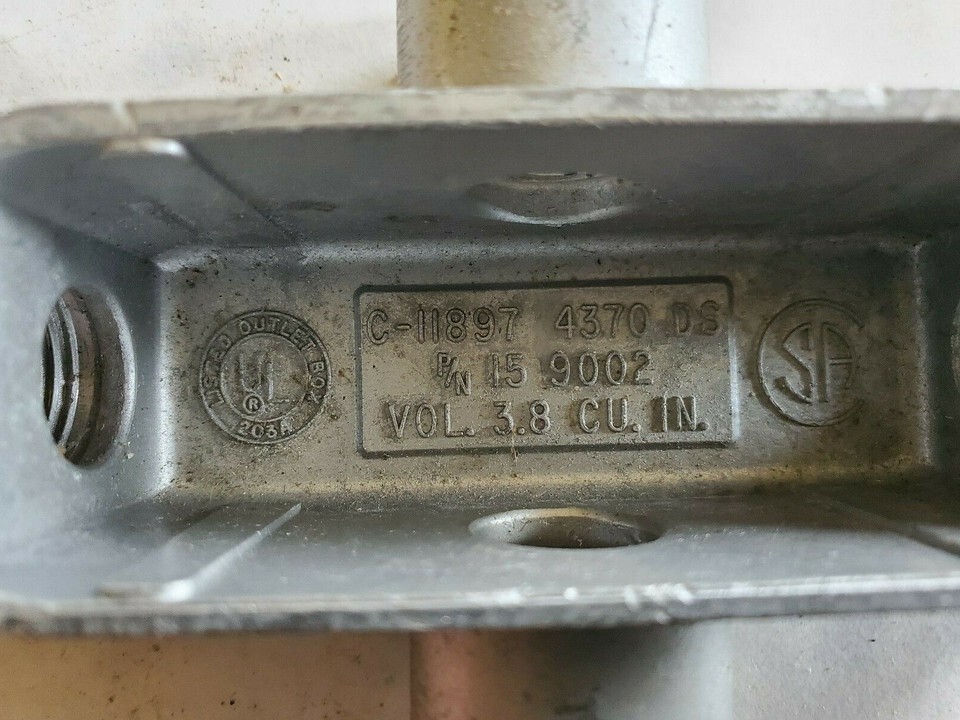 LISTED OUTLET BOX
UL
®
203A
C-11897 4370 DS
P/N 15 9002
VOL. 3.8 CU. IN.
SA